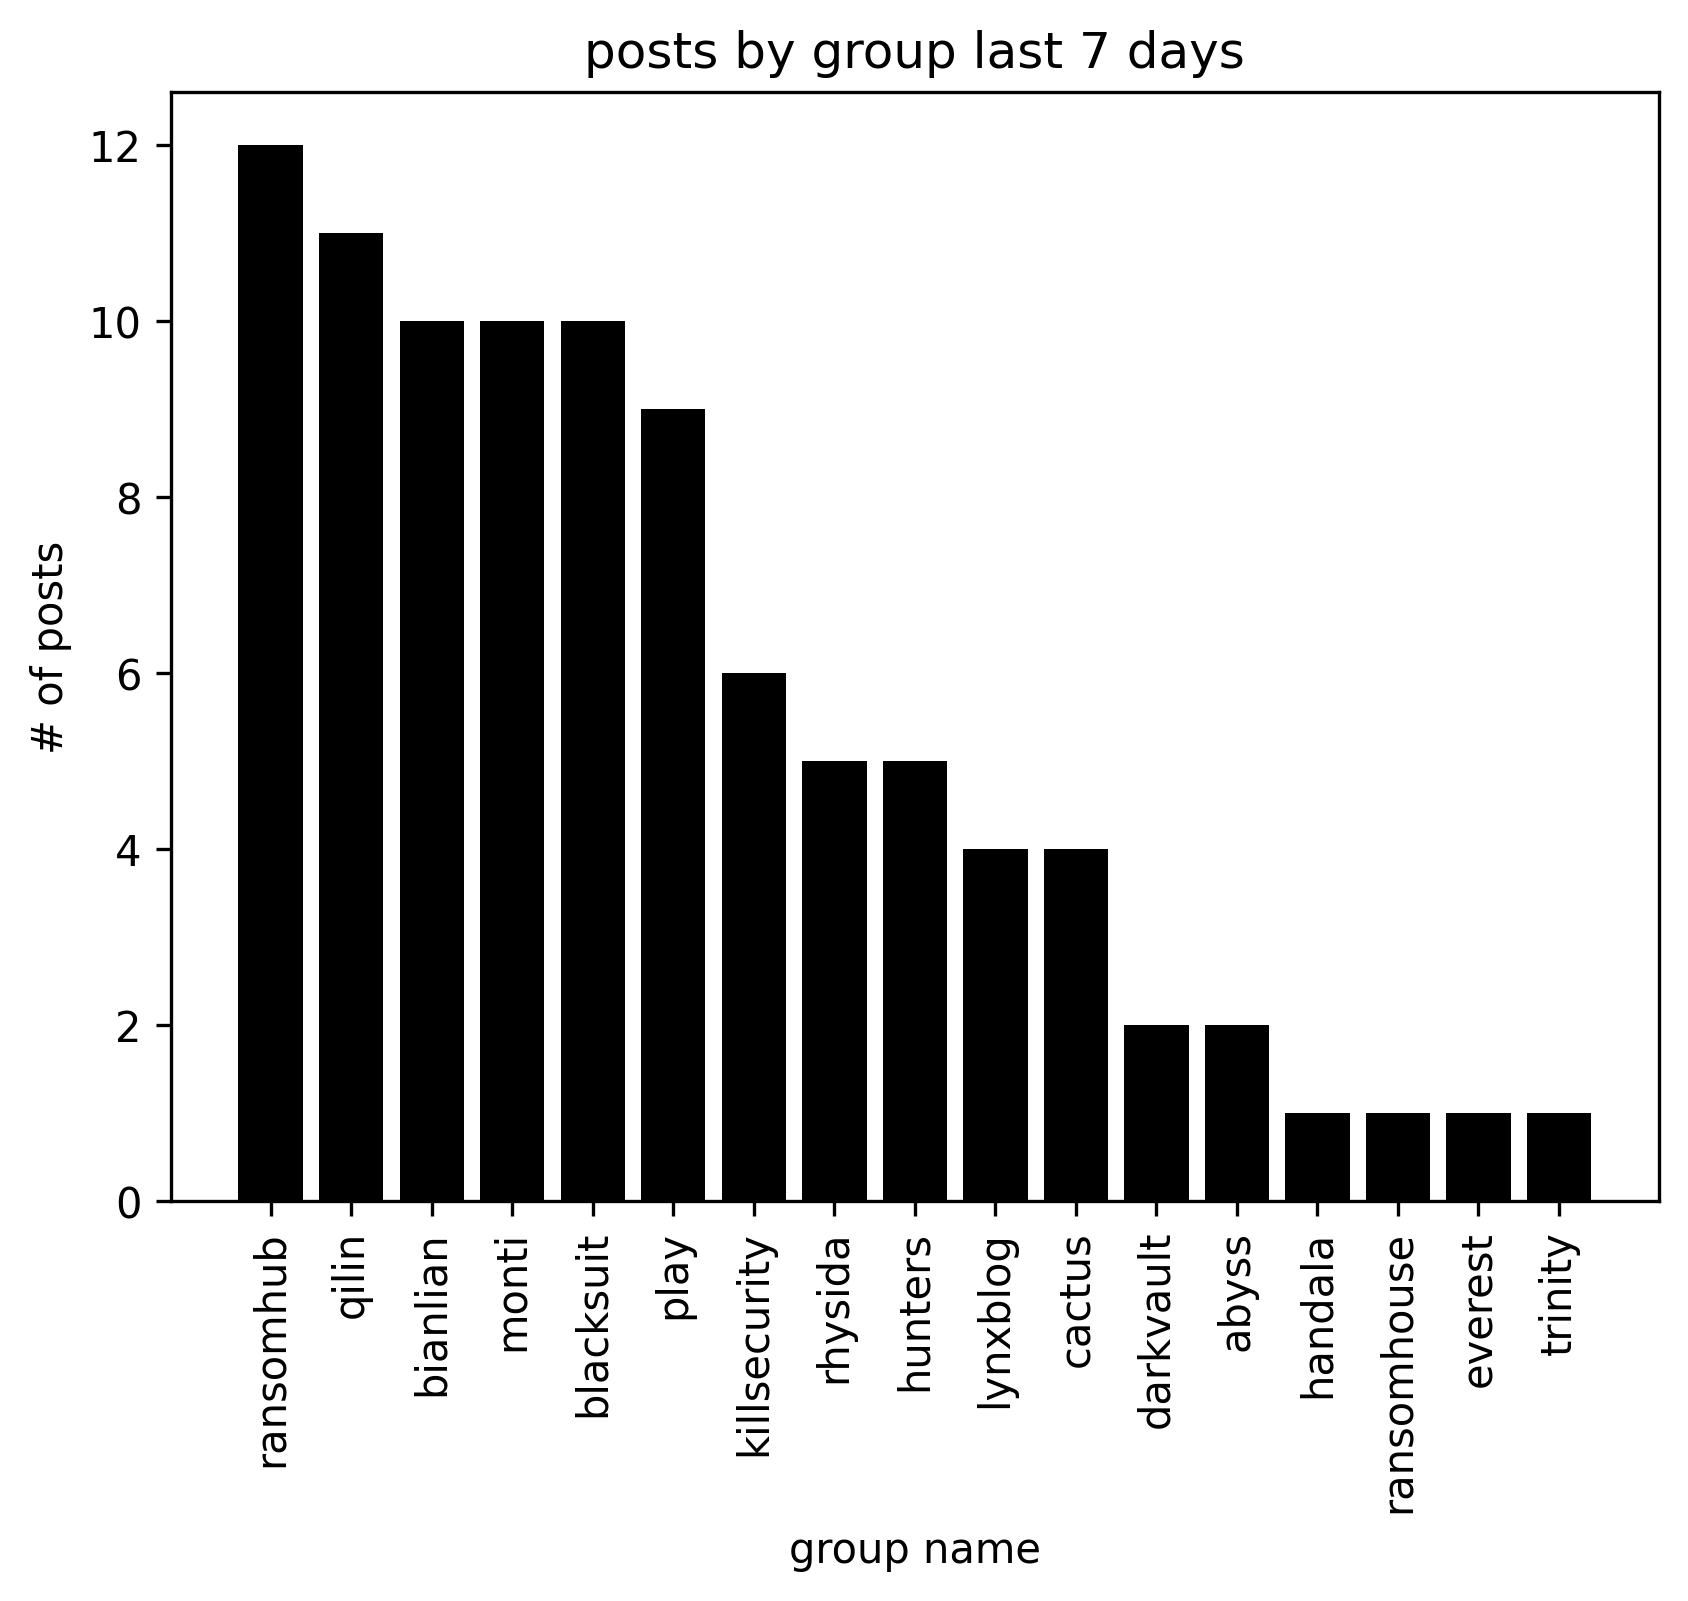 posts by group last 7 days
12
10
8
6
4
2
0
# of posts
ransomhub
qilin
bianlian
monti
blacksuit
play
killsecurity
rhysida
hunters
lynxblog
cactus
darkvault
abyss
handala
ransomhouse
everest
trinity
group name